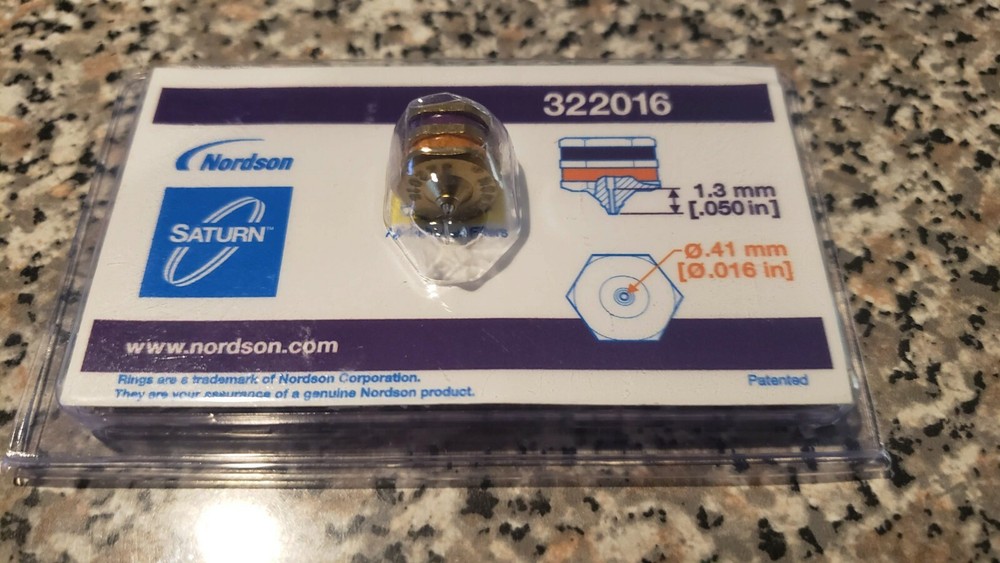 322016
Nordson
SATURN™
1.3 mm
[.050 in]
Ø.41 mm
[Ø.016 in]
www.nordson.com
Rings are a trademark of Nordson Corporation.
They are your assurance of a genuine Nordson product.
Patented